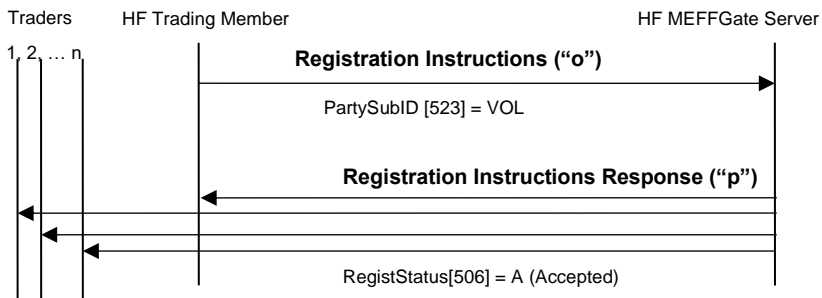 Traders HF Trading Member HF MEFFGate Server
1, 2, … n
Registration Instructions (“o”)
PartySubID [523] = VOL
Registration Instructions Response (“p”)
RegistStatus[506] = A (Accepted)